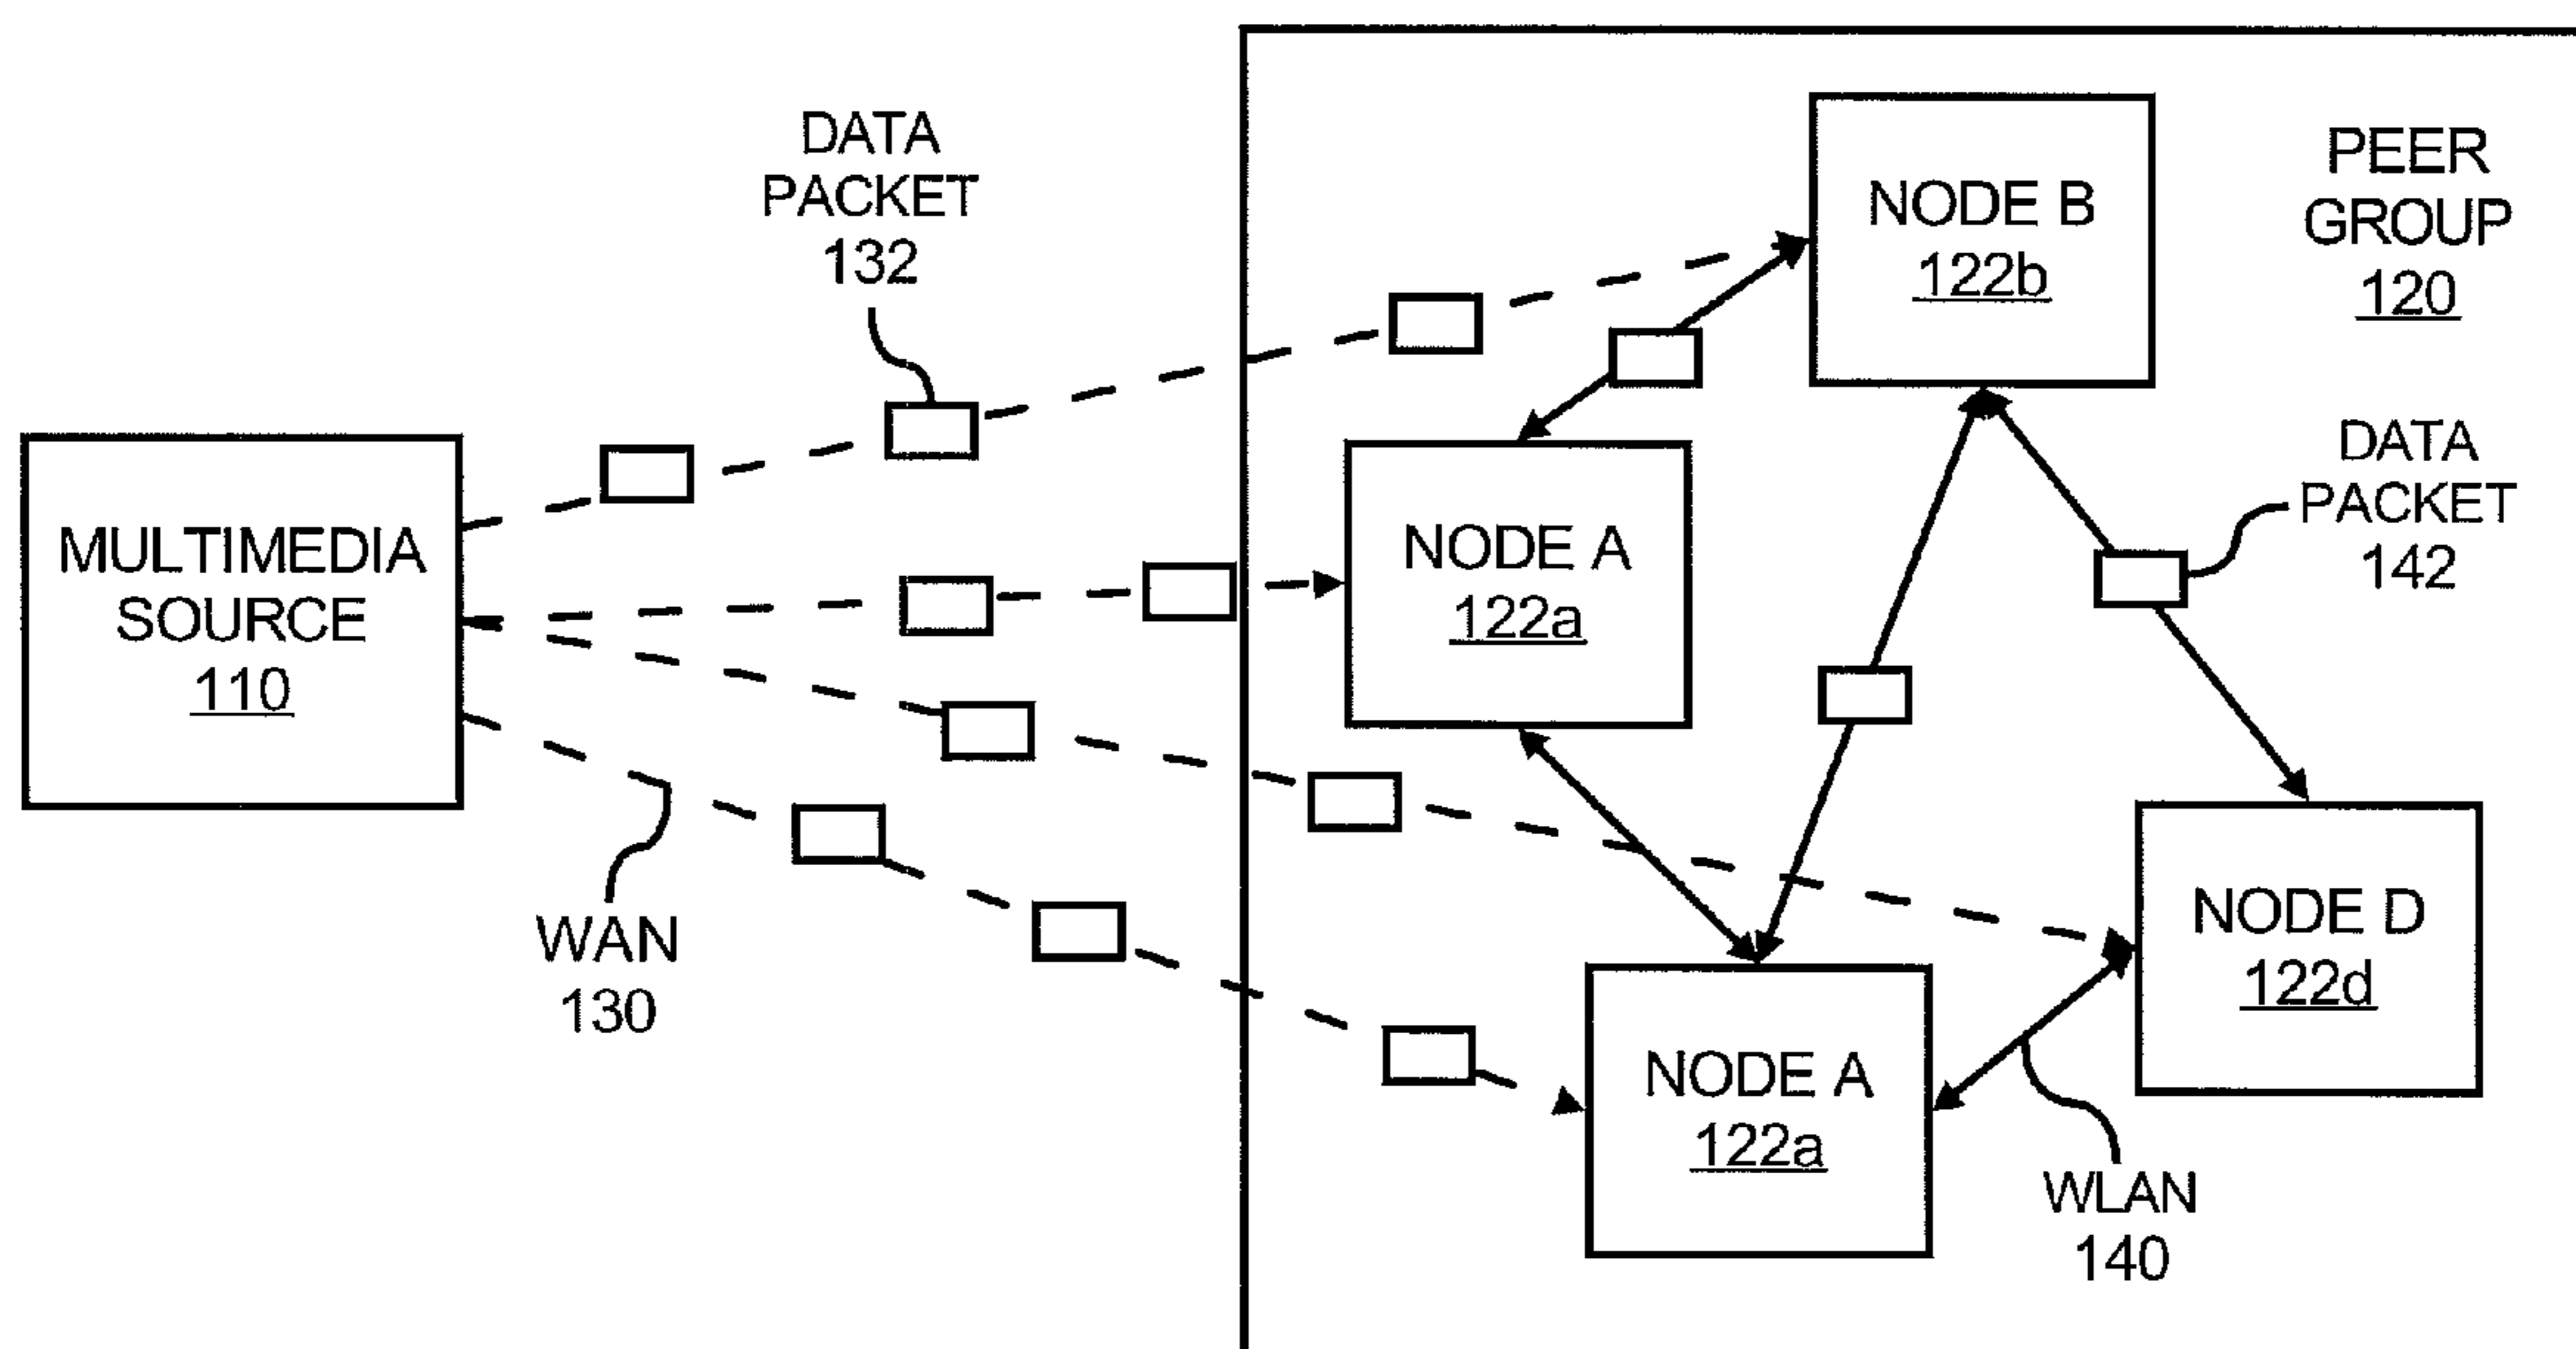 DATA
PACKET
132
MULTIMEDIA
SOURCE
110
WAN
130
PEER
GROUP
120
NODE B
122b
NODE A
122a
DATA
PACKET
142
NODE D
122d
NODE A
122a
WLAN
140